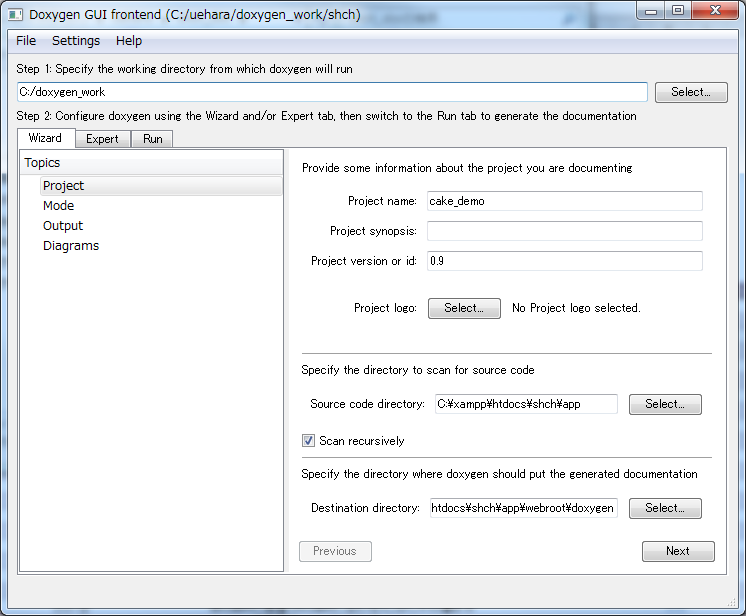 Doxygen GUI frontend (C:/uehara/doxygen_work/shch)
File Settings Help
Step 1: Specify the working directory from which doxygen will run
C:/doxygen_work Select...
Step 2: Configure doxygen using the Wizard and/or Expert tab, then switch to the Run tab to generate the documentation
Wizard Expert Run
Topics
Project
Mode
Output
Diagrams
Provide some information about the project you are documenting
Project name: cake_demo
Project synopsis:
Project version or id: 0.9
Project logo: Select... No Project logo selected.
Specify the directory to scan for source code
Source code directory: C:¥xampp¥htdocs¥shch¥app Select...
Scan recursively
Specify the directory where doxygen should put the generated documentation
Destination directory: htdocs¥shch¥app¥webroot¥doxygen Select...
Previous Next